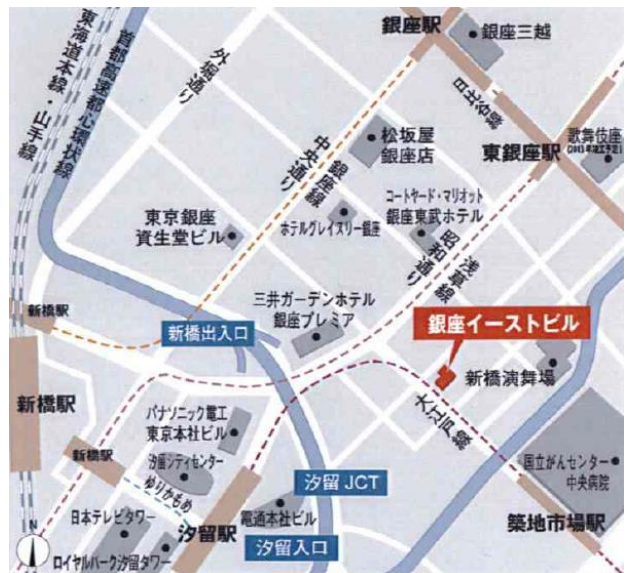 銀座駅
銀座三越
東海道本線・山手線
首都高速都心環状線
外堀通り
日比谷線
松坂屋
銀座店
東銀座駅
歌舞伎座
銀座線
中央通り
コートヤード・マリオット
銀座東武ホテル
東京銀座
資生堂ビル
ホテルグレイスリー銀座
浅草線
昭和通り
三井ガーデンホテル
銀座プレミア
新橋駅
新橋出入口
銀座イーストビル
新橋演舞場
新橋駅
大江戸線
パナソニック電工
東京本社ビル
新橋駅
汐留シティセンター
ゆりかもめ
汐留JCT
国立がんセンター
中央病院
日本テレビタワー
汐留駅
電通本社ビル
築地市場駅
汐留入口
N
ロイヤルパーク汐留タワー